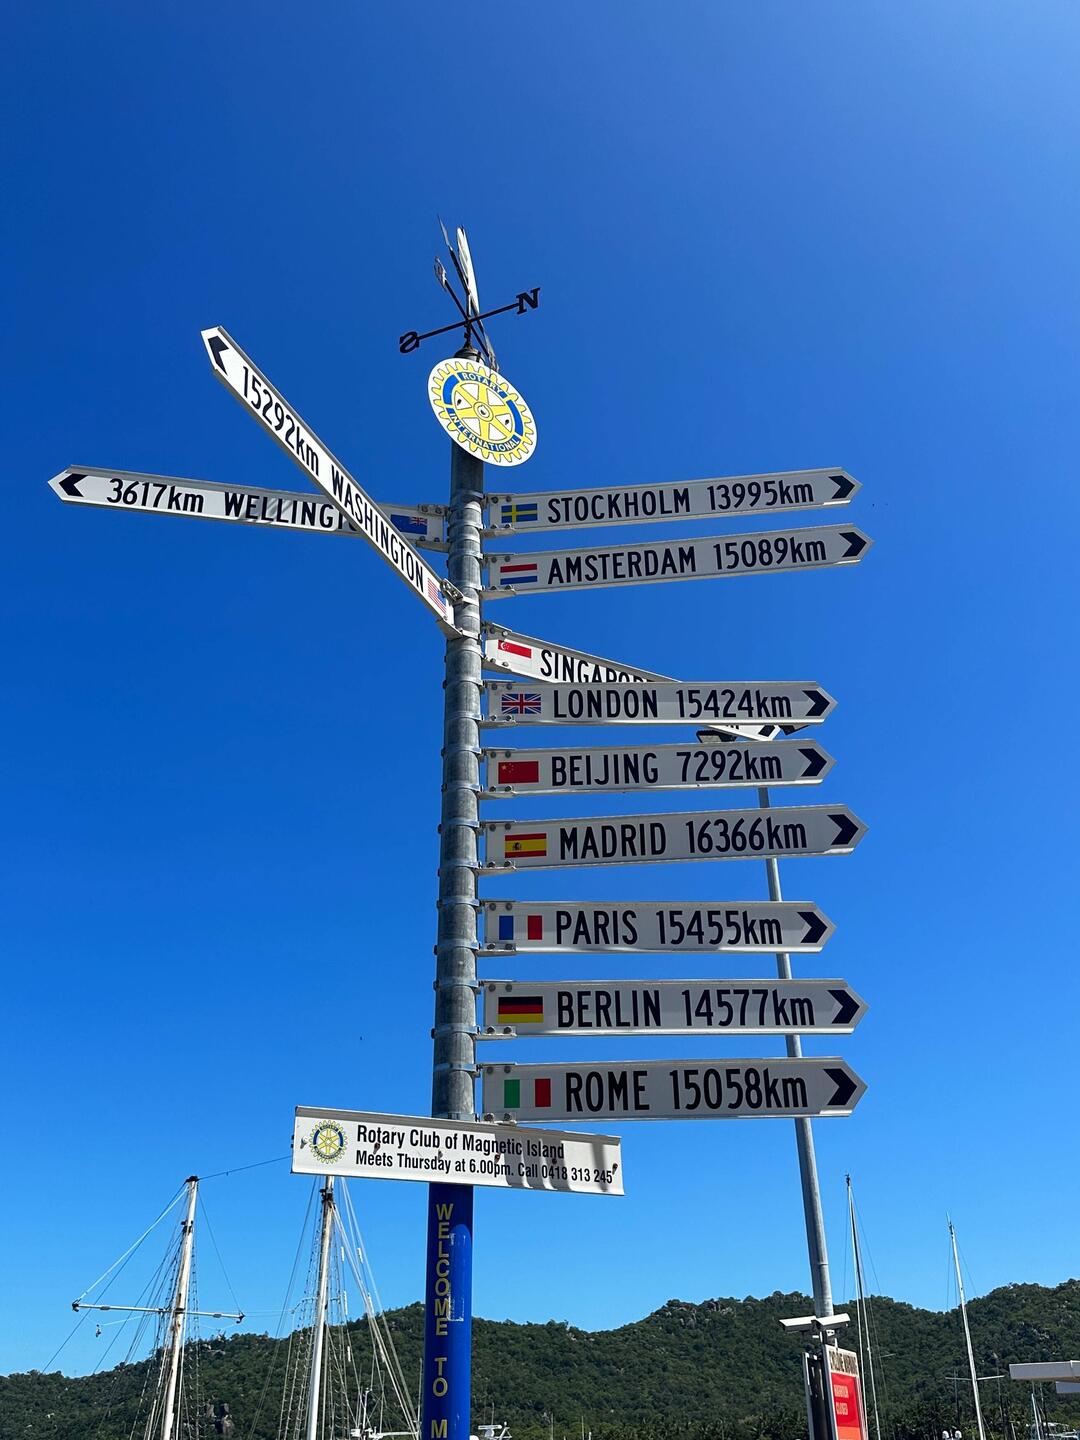 N
S
ROTARY
INTERNATIONAL
15292km WASHINGTON
3617km WELLINGT
STOCKHOLM 13995km
AMSTERDAM 15089km
SINGAPORE
LONDON 15424km
BEIJING 7292km
MADRID 16366km
PARIS 15455km
BERLIN 14577km
ROME 15058km
Rotary Club of Magnetic Island
Meets Thursday at 6.00pm. Call 0418 313 245
WELCOME TO M